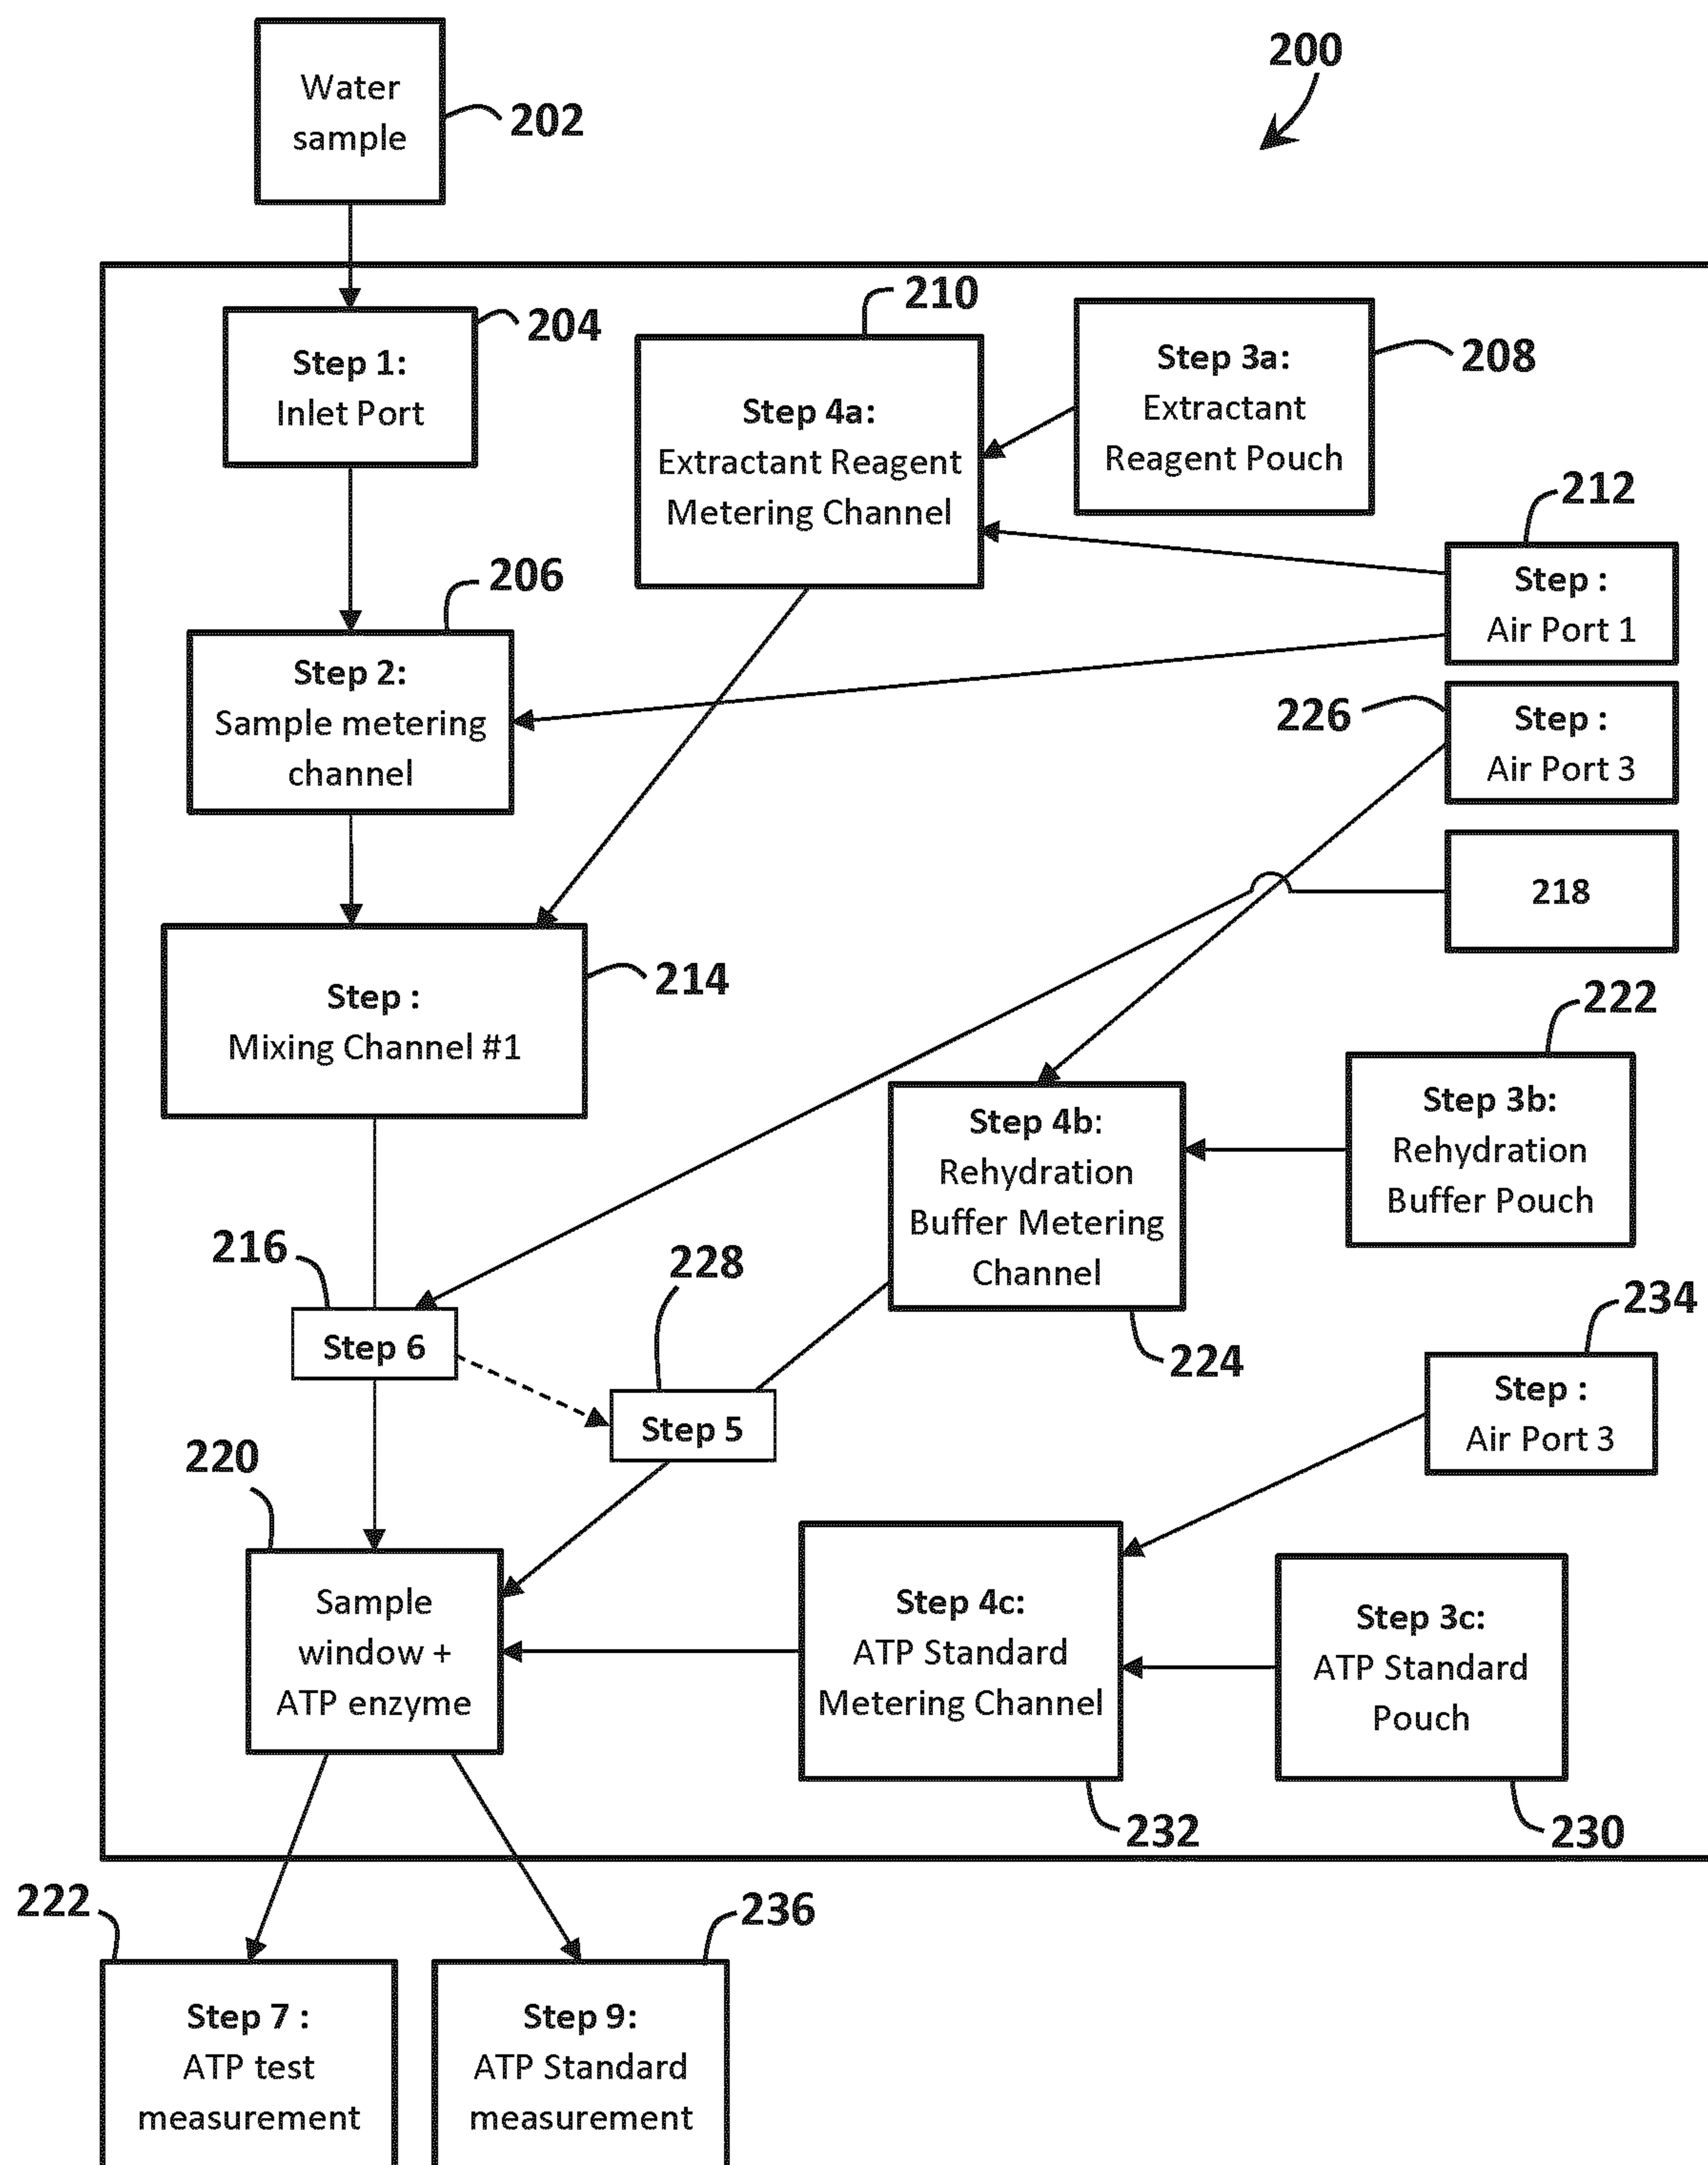 200
Water
sample
202
Step 1:
Inlet Port
204
210
Step 4a:
Extractant Reagent
Metering Channel
Step 3a:
Extractant
Reagent Pouch
208
212
Step :
Air Port 1
206
Step 2:
Sample metering
channel
226
Step :
Air Port 3
218
214
Step :
Mixing Channel #1
222
Step 3b:
Rehydration
Buffer Pouch
Step 4b:
Rehydration
Buffer Metering
Channel
224
216
Step 6
228
Step 5
234
Step :
Air Port 3
220
Sample
window +
ATP enzyme
Step 4c:
ATP Standard
Metering Channel
232
Step 3c:
ATP Standard
Pouch
230
222
Step 7 :
ATP test
measurement
236
Step 9:
ATP Standard
measurement